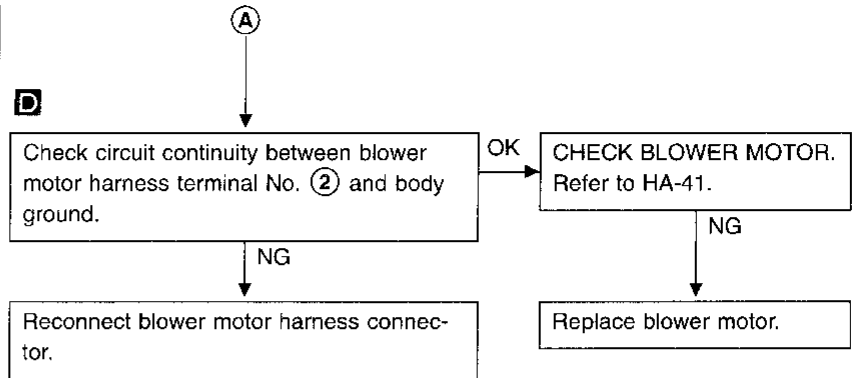 A
D
Check circuit continuity between blower
motor harness terminal No. 2 and body
ground.
OK
CHECK BLOWER MOTOR.
Refer to HA-41.
NG
NG
Reconnect blower motor harness connec-
tor.
Replace blower motor.